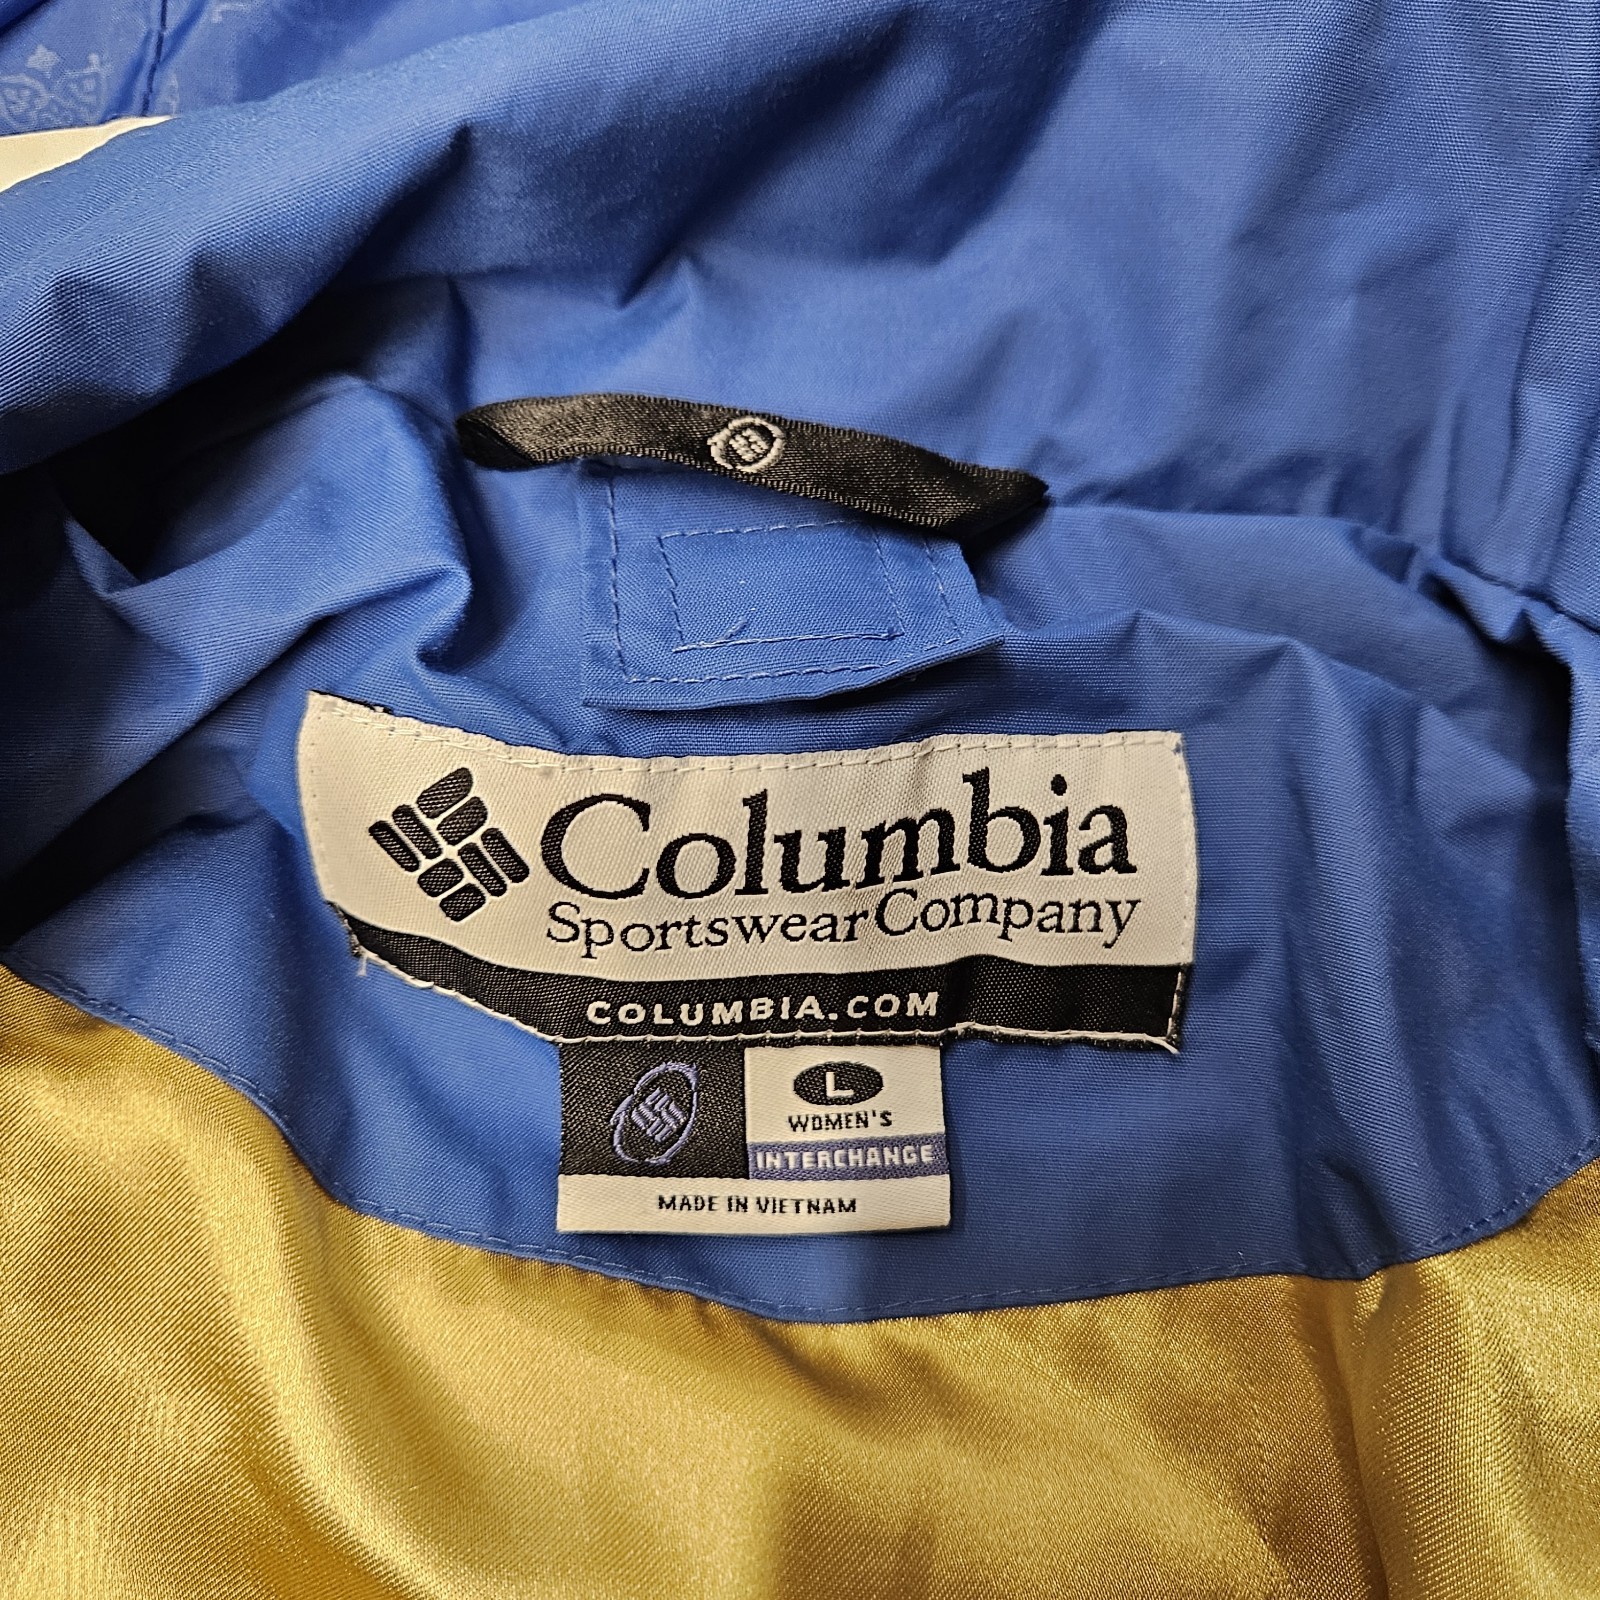 Columbia
Sportswear Company
COLUMBIA.COM
L
WOMEN'S
INTERCHANGE
MADE IN VIETNAM